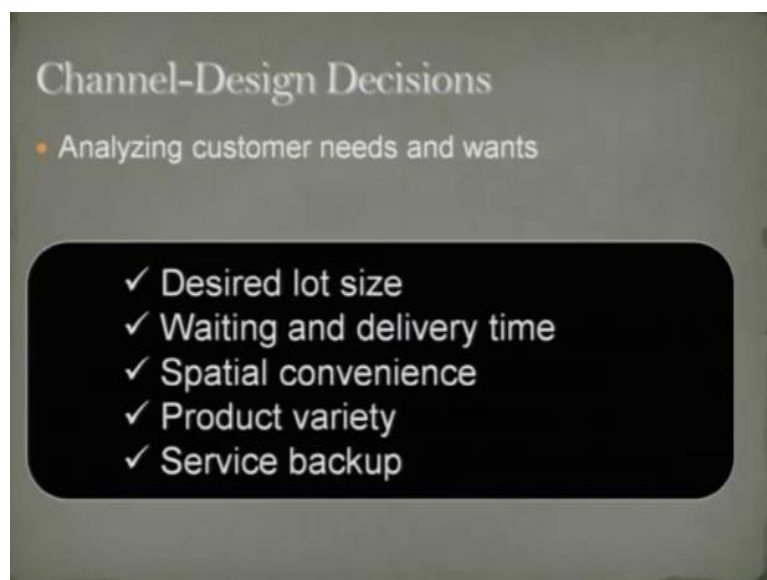 Channel-Design Decisions
• Analyzing customer needs and wants
✓ Desired lot size
✓ Waiting and delivery time
✓ Spatial convenience
✓ Product variety
✓ Service backup